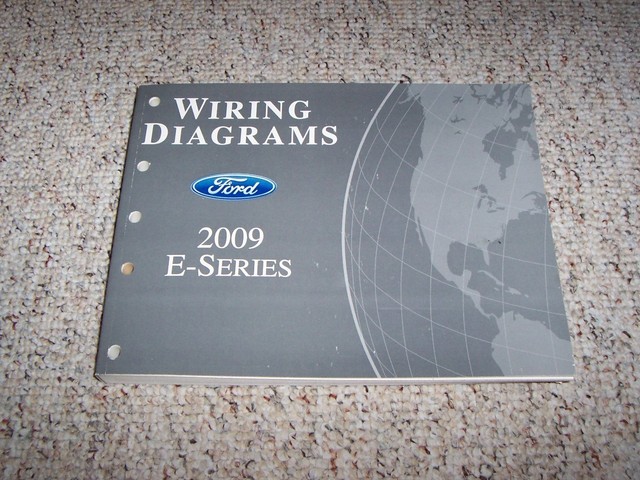 WIRING
DIAGRAMS
Ford
2009
E-SERIES